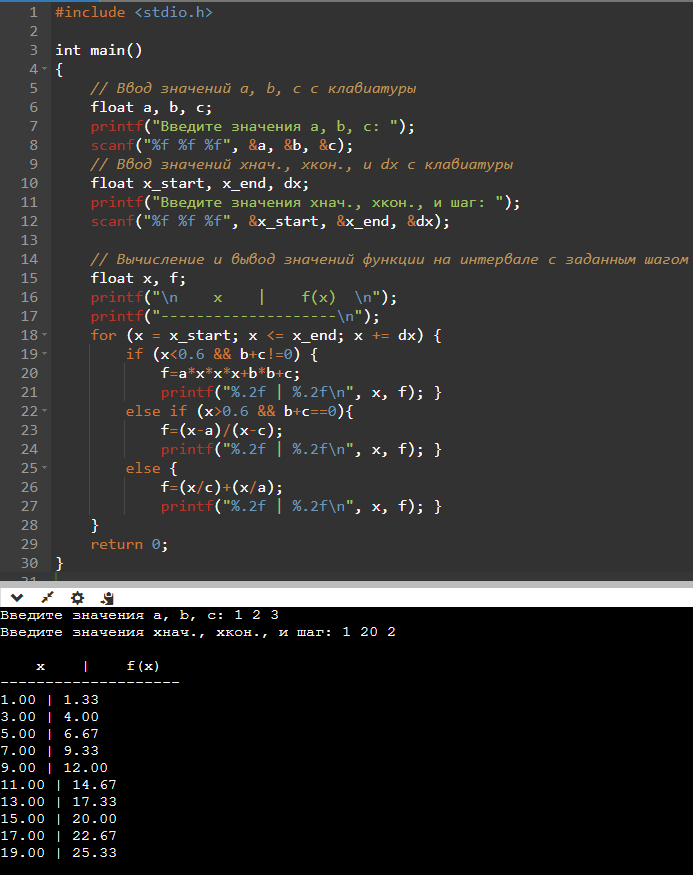 1 #include <stdio.h>
2
3 int main()
4 {
5 // Ввод значений a, b, c с клавиатуры
6 float a, b, c;
7 printf("Введите значения a, b, c: ");
8 scanf("%f %f %f", &a, &b, &c);
9 // Ввод значений хнач., хкон., и dx с клавиатуры
10 float x_start, x_end, dx;
11 printf("Введите значения хнач., хкон., и шаг: ");
12 scanf("%f %f %f", &x_start, &x_end, &dx);
13
14 // Вычисление и вывод значений функции на интервале с заданным шагом
15 float x, f;
16 printf("\n    x    |    f(x)  \n");
17 printf("--------------------\n");
18 for (x = x_start; x <= x_end; x += dx) {
19 if (x<0.6 && b+c!=0) {
20 f=a*x*x*x+b*b+c;
21 printf("%.2f | %.2f\n", x, f); }
22 else if (x>0.6 && b+c==0){
23 f=(x-a)/(x-c);
24 printf("%.2f | %.2f\n", x, f); }
25 else {
26 f=(x/c)+(x/a);
27 printf("%.2f | %.2f\n", x, f); }
28 }
29 return 0;
30 }
31
Введите значения a, b, c: 1 2 3
Введите значения хнач., хкон., и шаг: 1 20 2
x    |    f(x)
--------------------
1.00 | 1.33
3.00 | 4.00
5.00 | 6.67
7.00 | 9.33
9.00 | 12.00
11.00 | 14.67
13.00 | 17.33
15.00 | 20.00
17.00 | 22.67
19.00 | 25.33